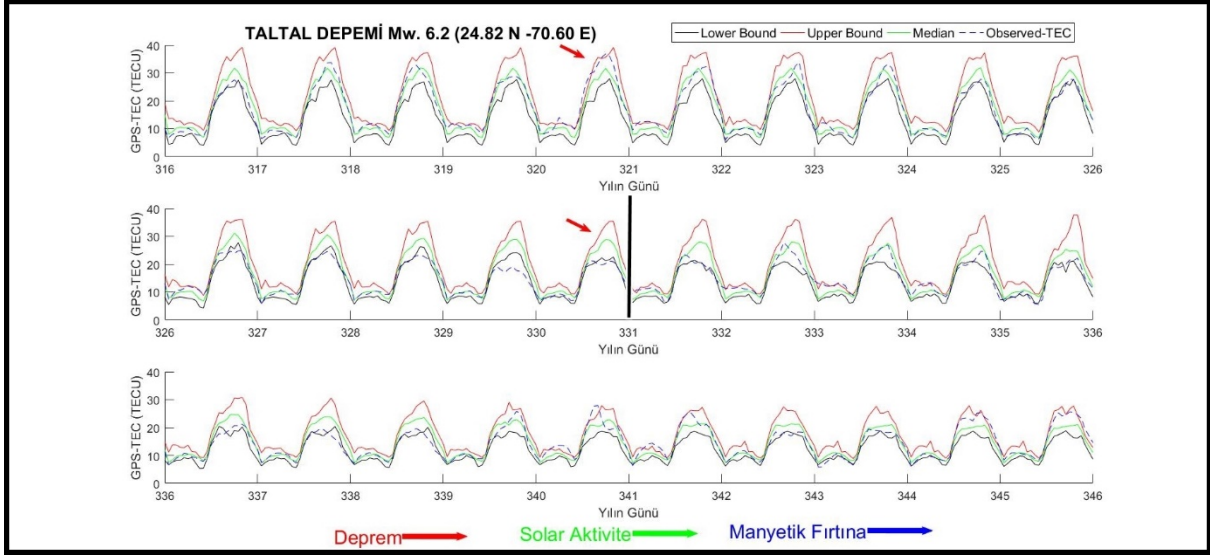 TALTAL DEPEMİ Mw. 6.2 (24.82 N -70.60 E)
Lower Bound Upper Bound Median Observed-TEC
GPS-TEC (TECU)
40
30
20
10
0
316 317 318 319 320 321 322 323 324 325 326
Yılın Günü
GPS-TEC (TECU)
40
30
20
10
0
326 327 328 329 330 331 332 333 334 335 336
Yılın Günü
GPS-TEC (TECU)
40
30
20
10
0
336 337 338 339 340 341 342 343 344 345 346
Yılın Günü
Deprem Solar Aktivite Manyetik Fırtına